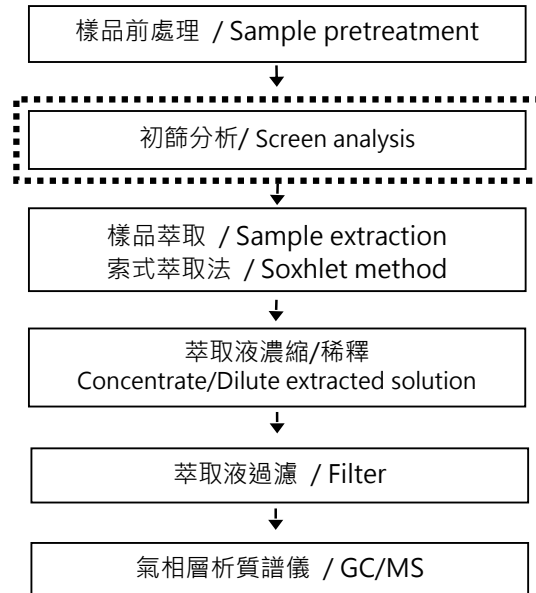 樣品前處理 / Sample pretreatment
初篩分析/ Screen analysis
樣品萃取 / Sample extraction
索式萃取法 / Soxhlet method
萃取液濃縮/稀釋
Concentrate/Dilute extracted solution
萃取液過濾 / Filter
氣相層析質譜儀 / GC/MS